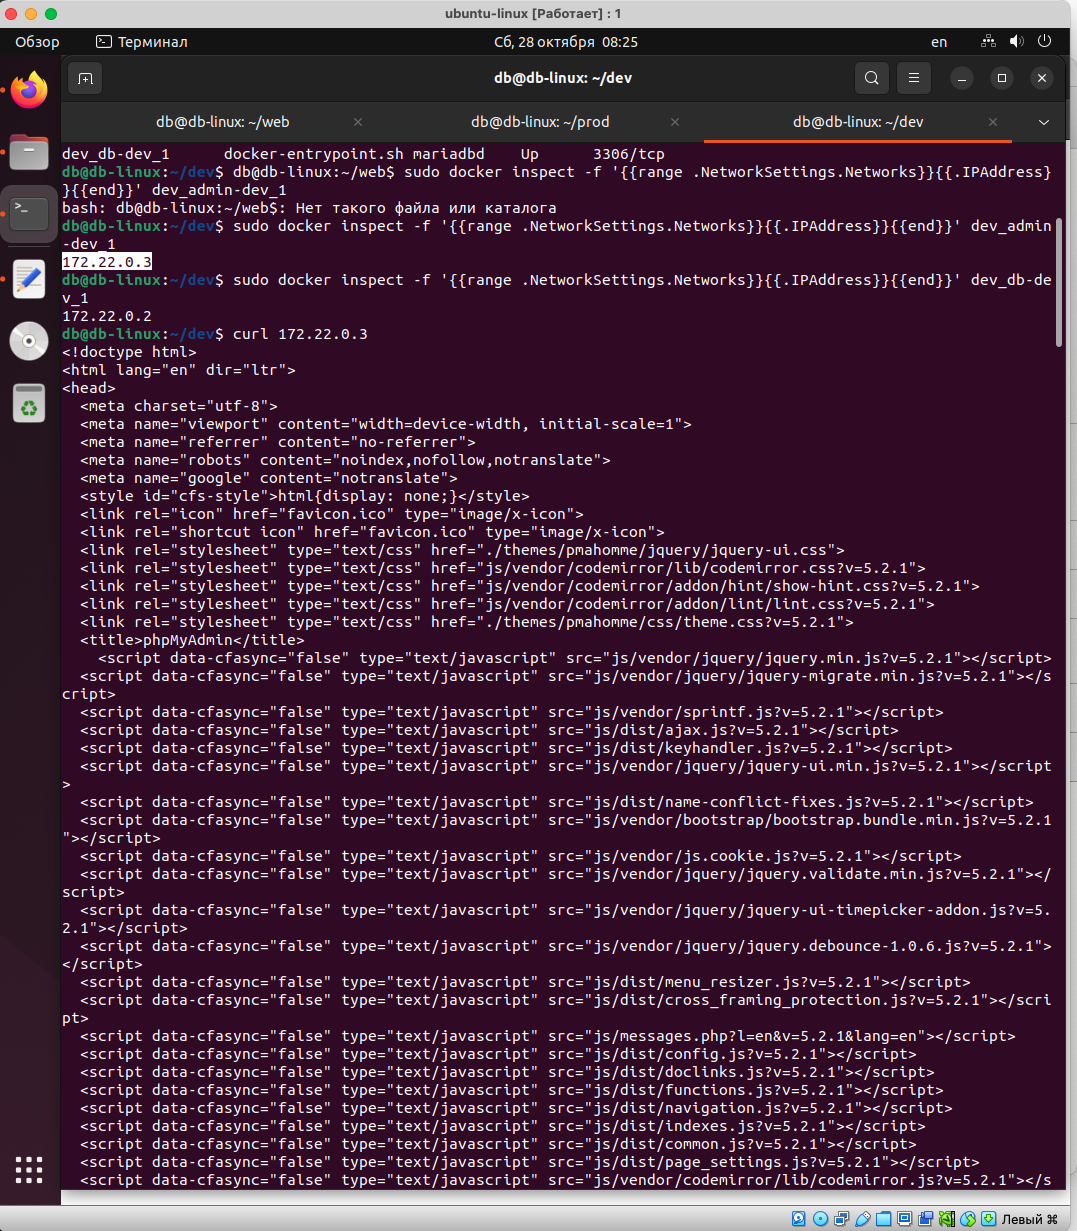 ubuntu-linux [Работает] : 1
Обзор
Терминал
Сб, 28 октября 08:25
en
db@db-linux: ~/dev
db@db-linux: ~/web
db@db-linux: ~/prod
db@db-linux: ~/dev
dev_db-dev_1      docker-entrypoint.sh mariadbd    Up      3306/tcp
db@db-linux:~/dev$ db@db-linux:~/web$ sudo docker inspect -f '{{range .NetworkSettings.Networks}}{{.IPAddress}
}{{end}}' dev_admin-dev_1
bash: db@db-linux:~/web$: Нет такого файла или каталога
db@db-linux:~/dev$ sudo docker inspect -f '{{range .NetworkSettings.Networks}}{{.IPAddress}}{{end}}' dev_admin
-dev_1
172.22.0.3
db@db-linux:~/dev$ sudo docker inspect -f '{{range .NetworkSettings.Networks}}{{.IPAddress}}{{end}}' dev_db-de
v_1
172.22.0.2
db@db-linux:~/dev$ curl 172.22.0.3
<!doctype html>
<html lang="en" dir="ltr">
<head>
  <meta charset="utf-8">
  <meta name="viewport" content="width=device-width, initial-scale=1">
  <meta name="referrer" content="no-referrer">
  <meta name="robots" content="noindex,nofollow,notranslate">
  <meta name="google" content="notranslate">
  <style id="cfs-style">html{display: none;}</style>
  <link rel="icon" href="favicon.ico" type="image/x-icon">
  <link rel="shortcut icon" href="favicon.ico" type="image/x-icon">
  <link rel="stylesheet" type="text/css" href="./themes/pmahomme/jquery/jquery-ui.css">
  <link rel="stylesheet" type="text/css" href="js/vendor/codemirror/lib/codemirror.css?v=5.2.1">
  <link rel="stylesheet" type="text/css" href="js/vendor/codemirror/addon/hint/show-hint.css?v=5.2.1">
  <link rel="stylesheet" type="text/css" href="js/vendor/codemirror/addon/lint/lint.css?v=5.2.1">
  <link rel="stylesheet" type="text/css" href="./themes/pmahomme/css/theme.css?v=5.2.1">
  <title>phpMyAdmin</title>
    <script data-cfasync="false" type="text/javascript" src="js/vendor/jquery/jquery.min.js?v=5.2.1"></script>
  <script data-cfasync="false" type="text/javascript" src="js/vendor/jquery/jquery-migrate.min.js?v=5.2.1"></s
cript>
  <script data-cfasync="false" type="text/javascript" src="js/vendor/sprintf.js?v=5.2.1"></script>
  <script data-cfasync="false" type="text/javascript" src="js/dist/ajax.js?v=5.2.1"></script>
  <script data-cfasync="false" type="text/javascript" src="js/dist/keyhandler.js?v=5.2.1"></script>
  <script data-cfasync="false" type="text/javascript" src="js/vendor/jquery/jquery-ui.min.js?v=5.2.1"></script
>
  <script data-cfasync="false" type="text/javascript" src="js/dist/name-conflict-fixes.js?v=5.2.1"></script>
  <script data-cfasync="false" type="text/javascript" src="js/vendor/bootstrap/bootstrap.bundle.min.js?v=5.2.1
"></script>
  <script data-cfasync="false" type="text/javascript" src="js/vendor/js.cookie.js?v=5.2.1"></script>
  <script data-cfasync="false" type="text/javascript" src="js/vendor/jquery/jquery.validate.min.js?v=5.2.1"></
script>
  <script data-cfasync="false" type="text/javascript" src="js/vendor/jquery/jquery-ui-timepicker-addon.js?v=5.
2.1"></script>
  <script data-cfasync="false" type="text/javascript" src="js/vendor/jquery/jquery.debounce-1.0.6.js?v=5.2.1">
</script>
  <script data-cfasync="false" type="text/javascript" src="js/dist/menu_resizer.js?v=5.2.1"></script>
  <script data-cfasync="false" type="text/javascript" src="js/dist/cross_framing_protection.js?v=5.2.1"></scri
pt>
  <script data-cfasync="false" type="text/javascript" src="js/messages.php?l=en&v=5.2.1&lang=en"></script>
  <script data-cfasync="false" type="text/javascript" src="js/dist/config.js?v=5.2.1"></script>
  <script data-cfasync="false" type="text/javascript" src="js/dist/doclinks.js?v=5.2.1"></script>
  <script data-cfasync="false" type="text/javascript" src="js/dist/functions.js?v=5.2.1"></script>
  <script data-cfasync="false" type="text/javascript" src="js/dist/navigation.js?v=5.2.1"></script>
  <script data-cfasync="false" type="text/javascript" src="js/dist/indexes.js?v=5.2.1"></script>
  <script data-cfasync="false" type="text/javascript" src="js/dist/common.js?v=5.2.1"></script>
  <script data-cfasync="false" type="text/javascript" src="js/dist/page_settings.js?v=5.2.1"></script>
  <script data-cfasync="false" type="text/javascript" src="js/vendor/codemirror/lib/codemirror.js?v=5.2.1"></s
Левый ⌘